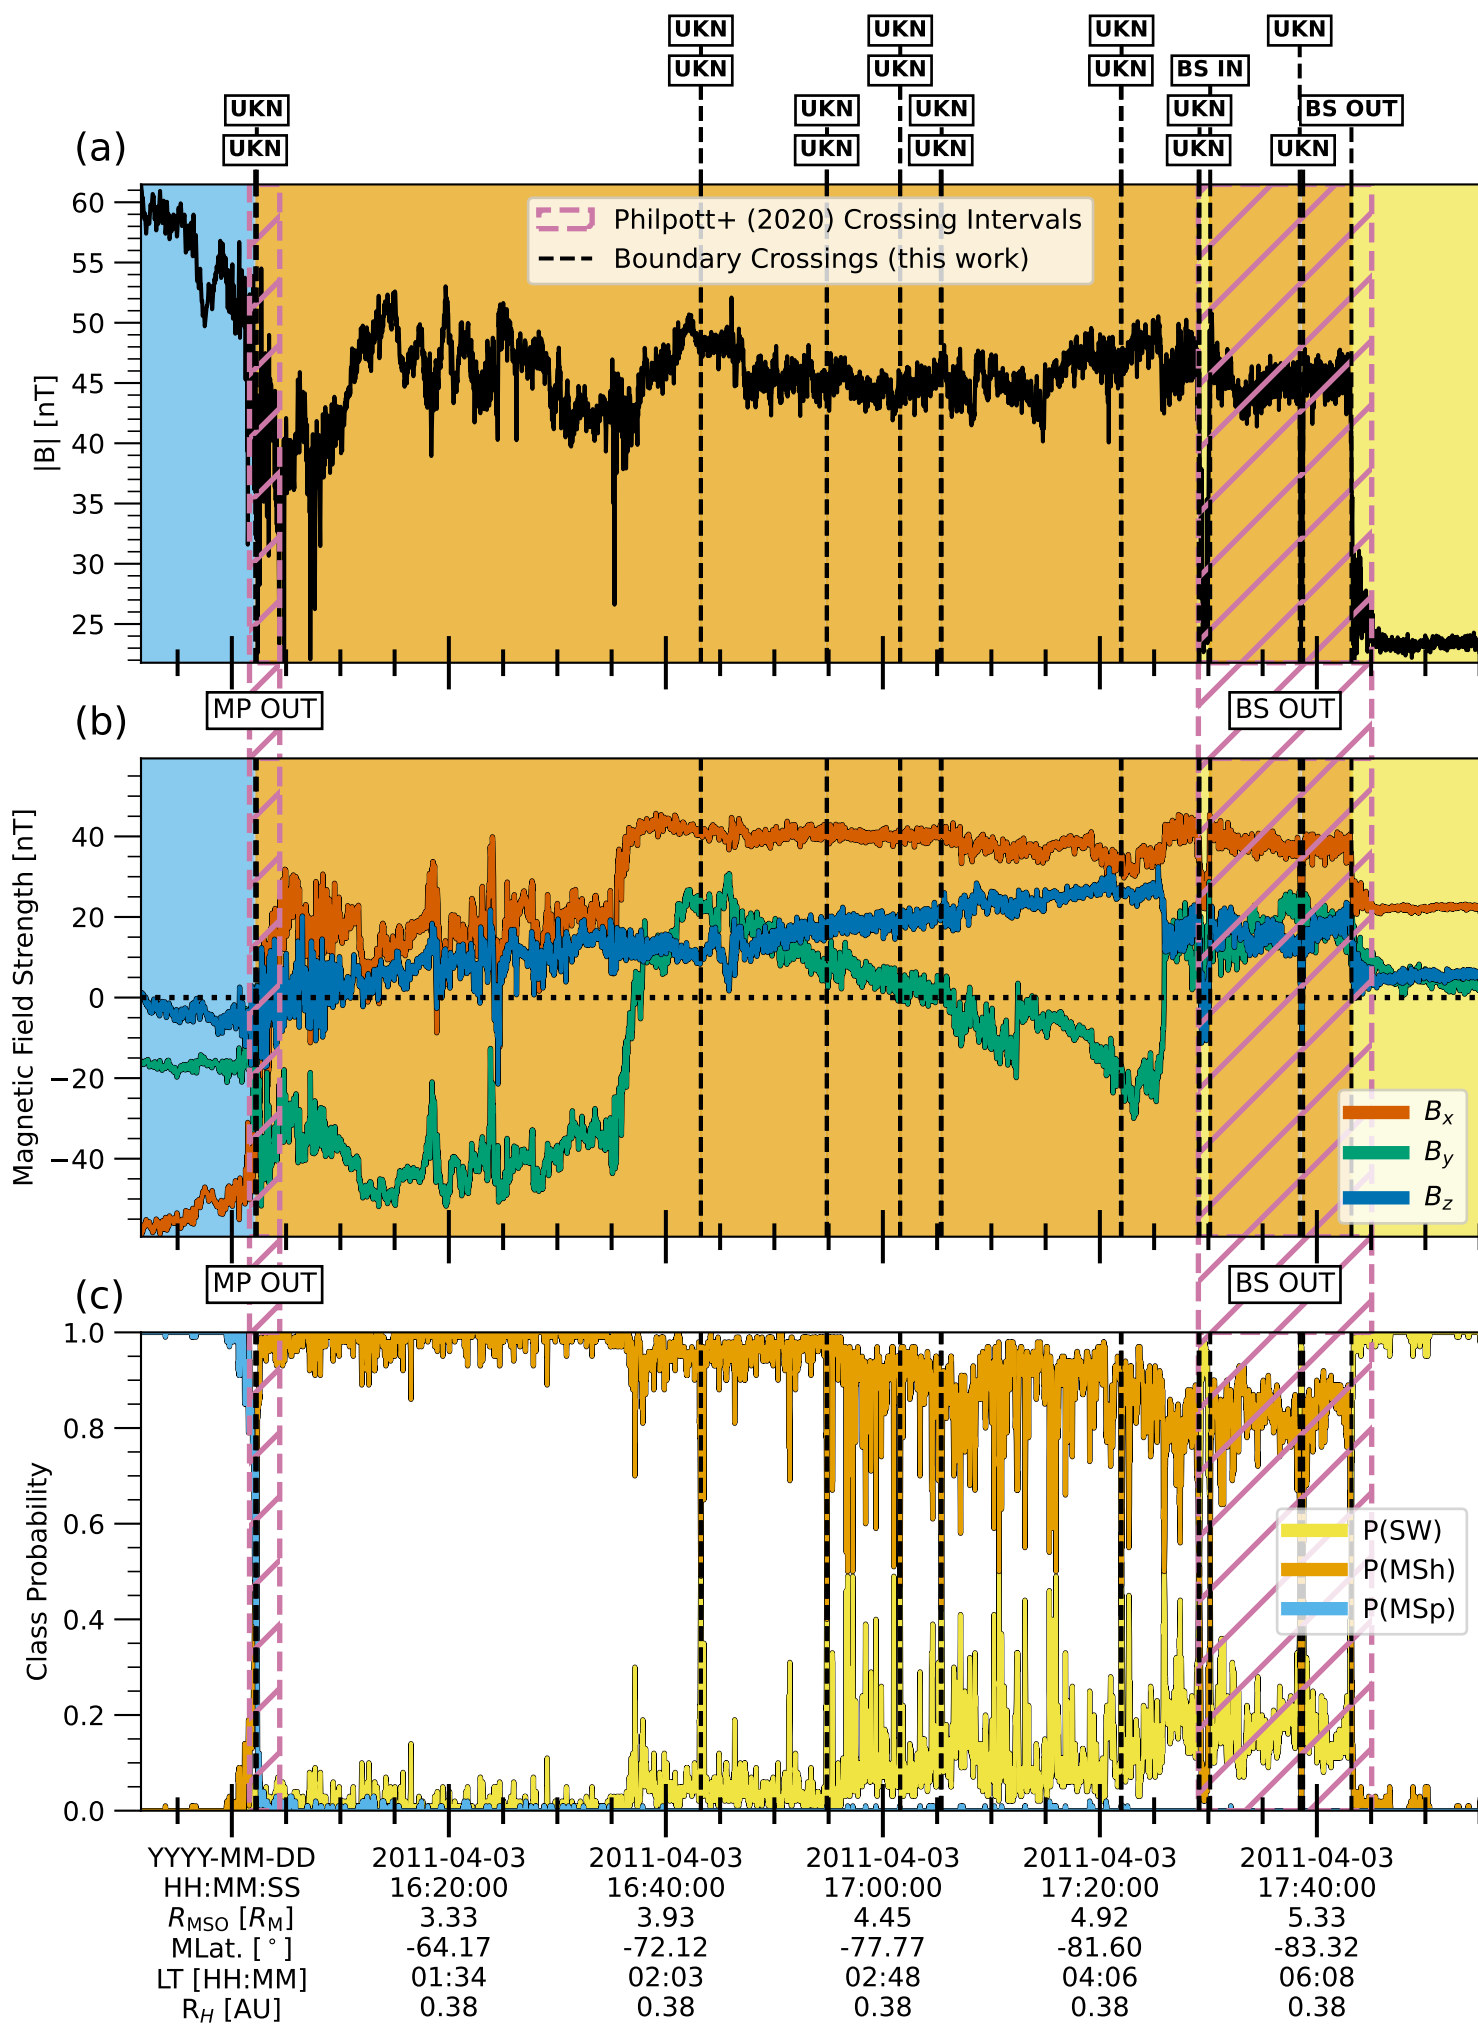 UKN UKN UKN UKN
UKN UKN UKN BS IN
UKN UKN UKN UKN BS OUT
(a) UKN UKN UKN UKN UKN
60
55
50
45
40
35
30
25
|B| [nT]
Philpott+ (2020) Crossing Intervals
Boundary Crossings (this work)
MP OUT BS OUT
(b)
40
20
0
−20
−40
Magnetic Field Strength [nT]
Bx
By
Bz
MP OUT BS OUT
(c)
1.0
0.8
0.6
0.4
0.2
0.0
Class Probability
P(SW)
P(MSh)
P(MSp)
YYYY-MM-DD 2011-04-03 2011-04-03 2011-04-03 2011-04-03 2011-04-03
HH:MM:SS 16:20:00 16:40:00 17:00:00 17:20:00 17:40:00
RMSO [RM] 3.33 3.93 4.45 4.92 5.33
MLat. [°] -64.17 -72.12 -77.77 -81.60 -83.32
LT [HH:MM] 01:34 02:03 02:48 04:06 06:08
RH [AU] 0.38 0.38 0.38 0.38 0.38